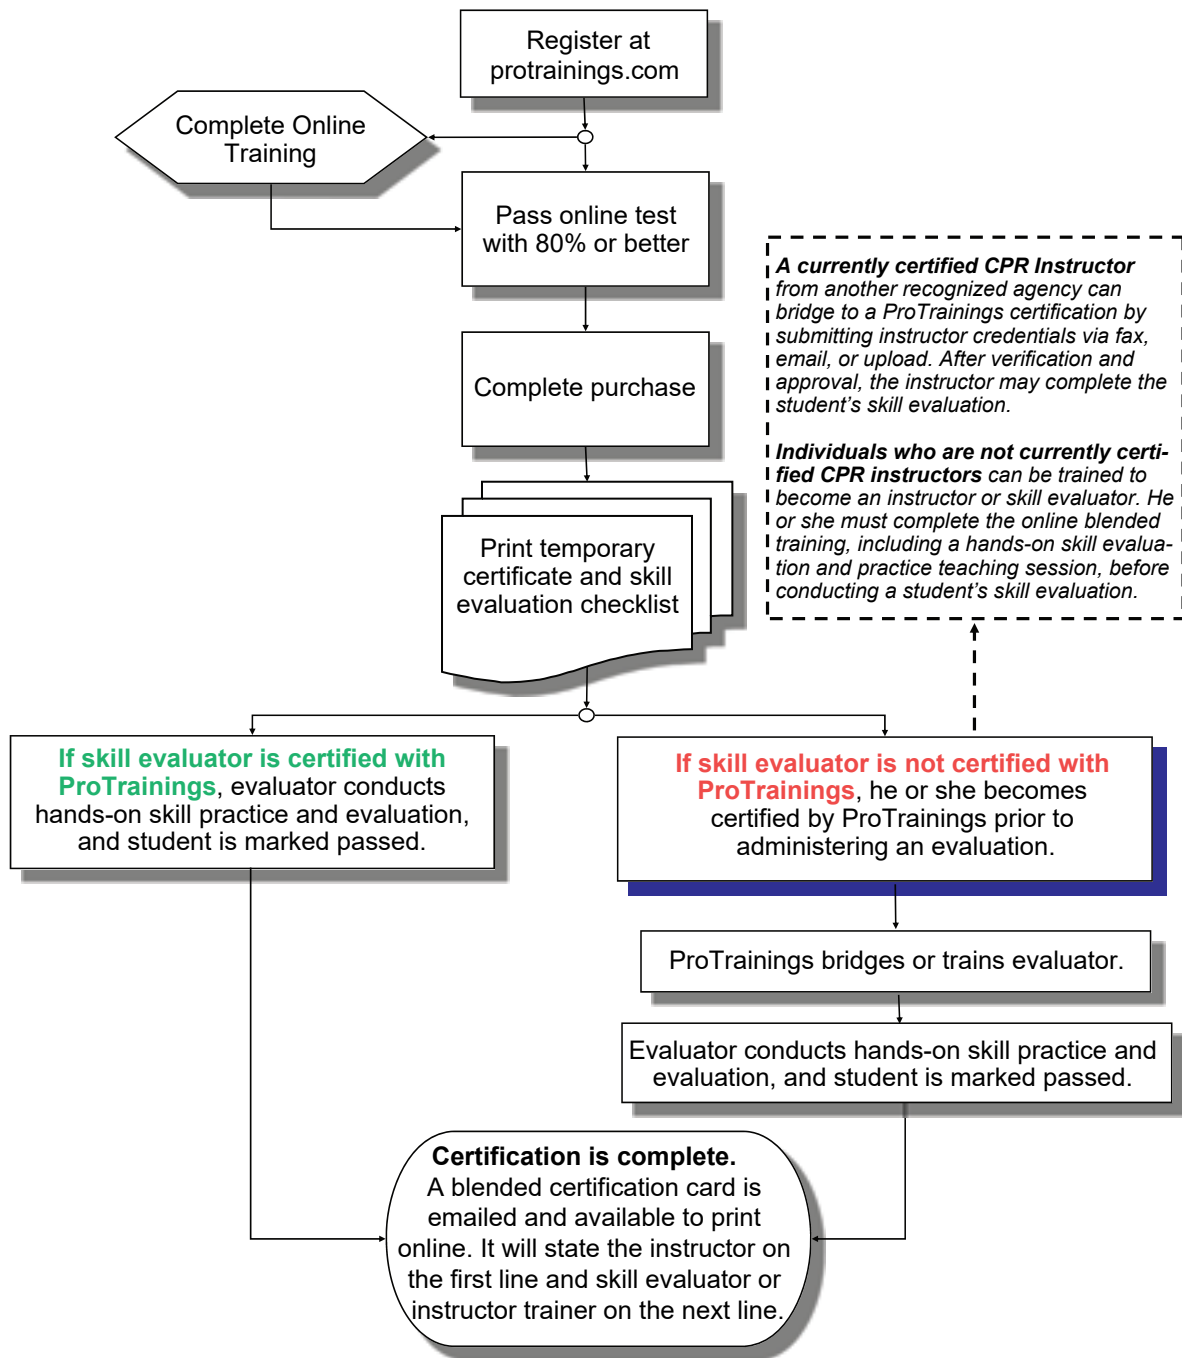 Register at
protrainings.com
Complete Online
Training
Pass online test
with 80% or better
Complete purchase
Print temporary
certificate and skill
evaluation checklist
A currently certified CPR Instructor
from another recognized agency can
bridge to a ProTrainings certification by
submitting instructor credentials via fax,
email, or upload. After verification and
approval, the instructor may complete the
student’s skill evaluation.
Individuals who are not currently certi-
fied CPR instructors can be trained to
become an instructor or skill evaluator. He
or she must complete the online blended
training, including a hands-on skill evalua-
tion and practice teaching session, before
conducting a student’s skill evaluation.
If skill evaluator is certified with
ProTrainings, evaluator conducts
hands-on skill practice and evaluation,
and student is marked passed.
If skill evaluator is not certified with
ProTrainings, he or she becomes
certified by ProTrainings prior to
administering an evaluation.
ProTrainings bridges or trains evaluator.
Evaluator conducts hands-on skill practice and
evaluation, and student is marked passed.
Certification is complete.
A blended certification card is
emailed and available to print
online. It will state the instructor on
the first line and skill evaluator or
instructor trainer on the next line.